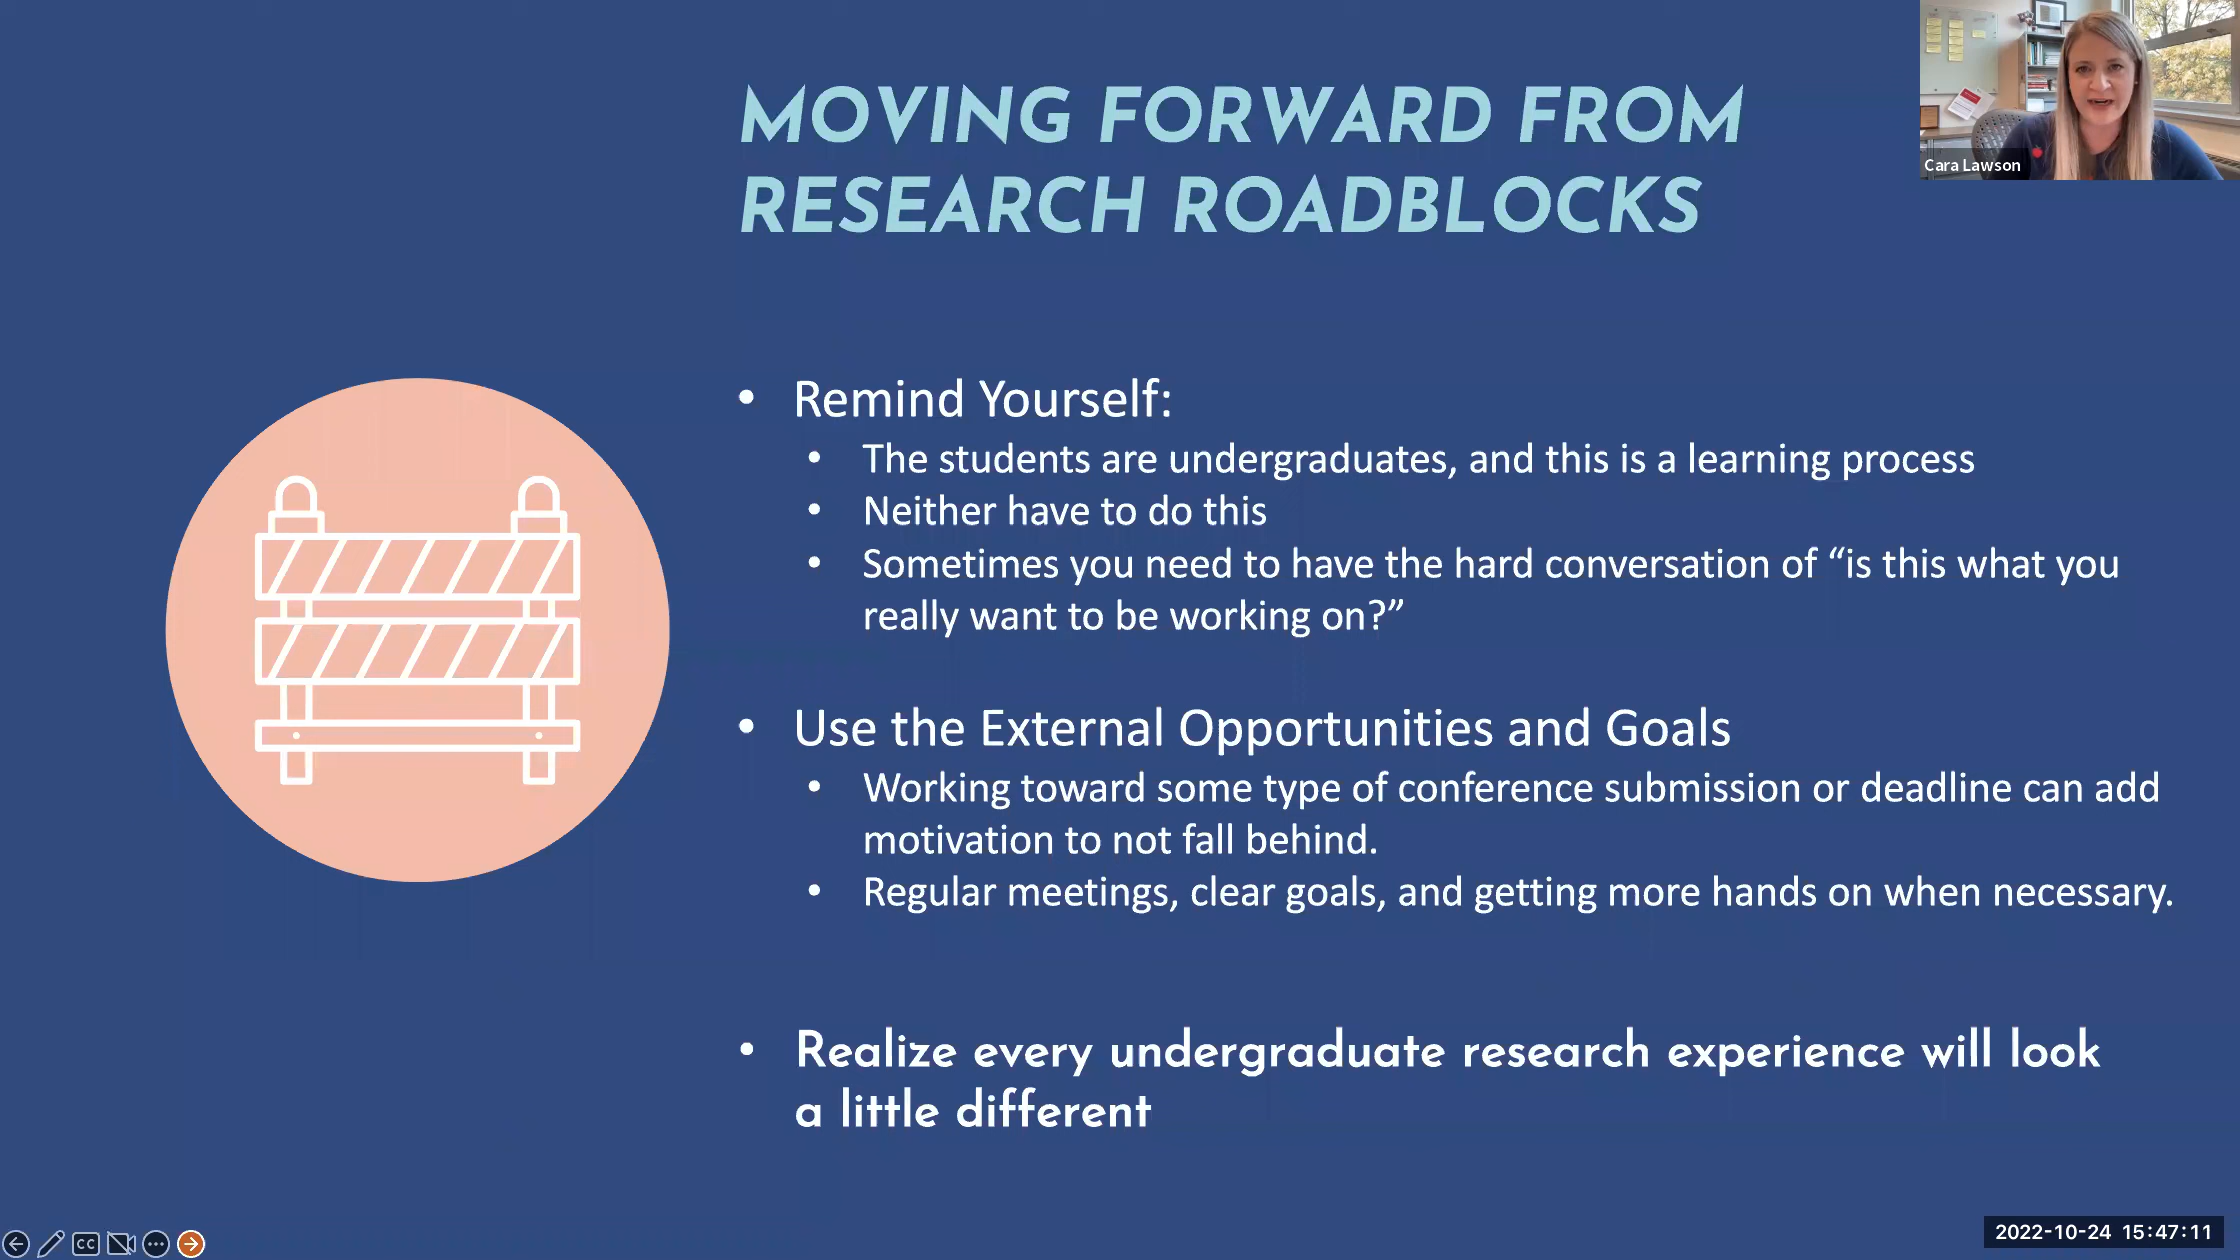 MOVING FORWARD FROM
RESEARCH ROADBLOCKS
Cara Lawson
• Remind Yourself:
• The students are undergraduates, and this is a learning process
• Neither have to do this
• Sometimes you need to have the hard conversation of “is this what you
really want to be working on?”
• Use the External Opportunities and Goals
• Working toward some type of conference submission or deadline can add
motivation to not fall behind.
• Regular meetings, clear goals, and getting more hands on when necessary.
• Realize every undergraduate research experience will look
a little different
CC
2022-10-24 15:47:11